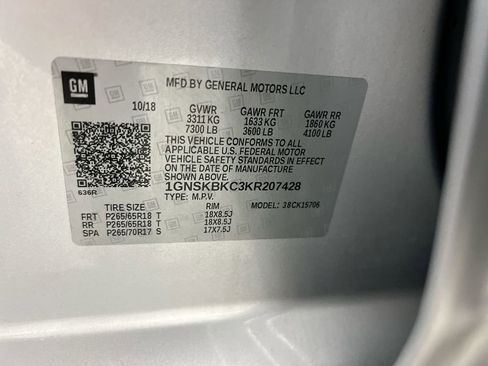 GM
MFD BY GENERAL MOTORS LLC
10/18 GVWR GAWR FRT GAWR RR
3311 KG 1633 KG 1860 KG
7300 LB 3600 LB 4100 LB
THIS VEHICLE CONFORMS TO ALL
APPLICABLE U.S. FEDERAL MOTOR
VEHICLE SAFETY STANDARDS IN EFFECT
ON THE DATE OF MANUFACTURE
SHOWN ABOVE.
636R 1GNSKBKC3KR207428
TYPE: M.P.V. MODEL: 38CK15706
TIRE SIZE RIM
FRT P265/65R18 T 18X8.5J
RR P265/65R18 T 18X8.5J
SPA P265/70R17 S 17X7.5J